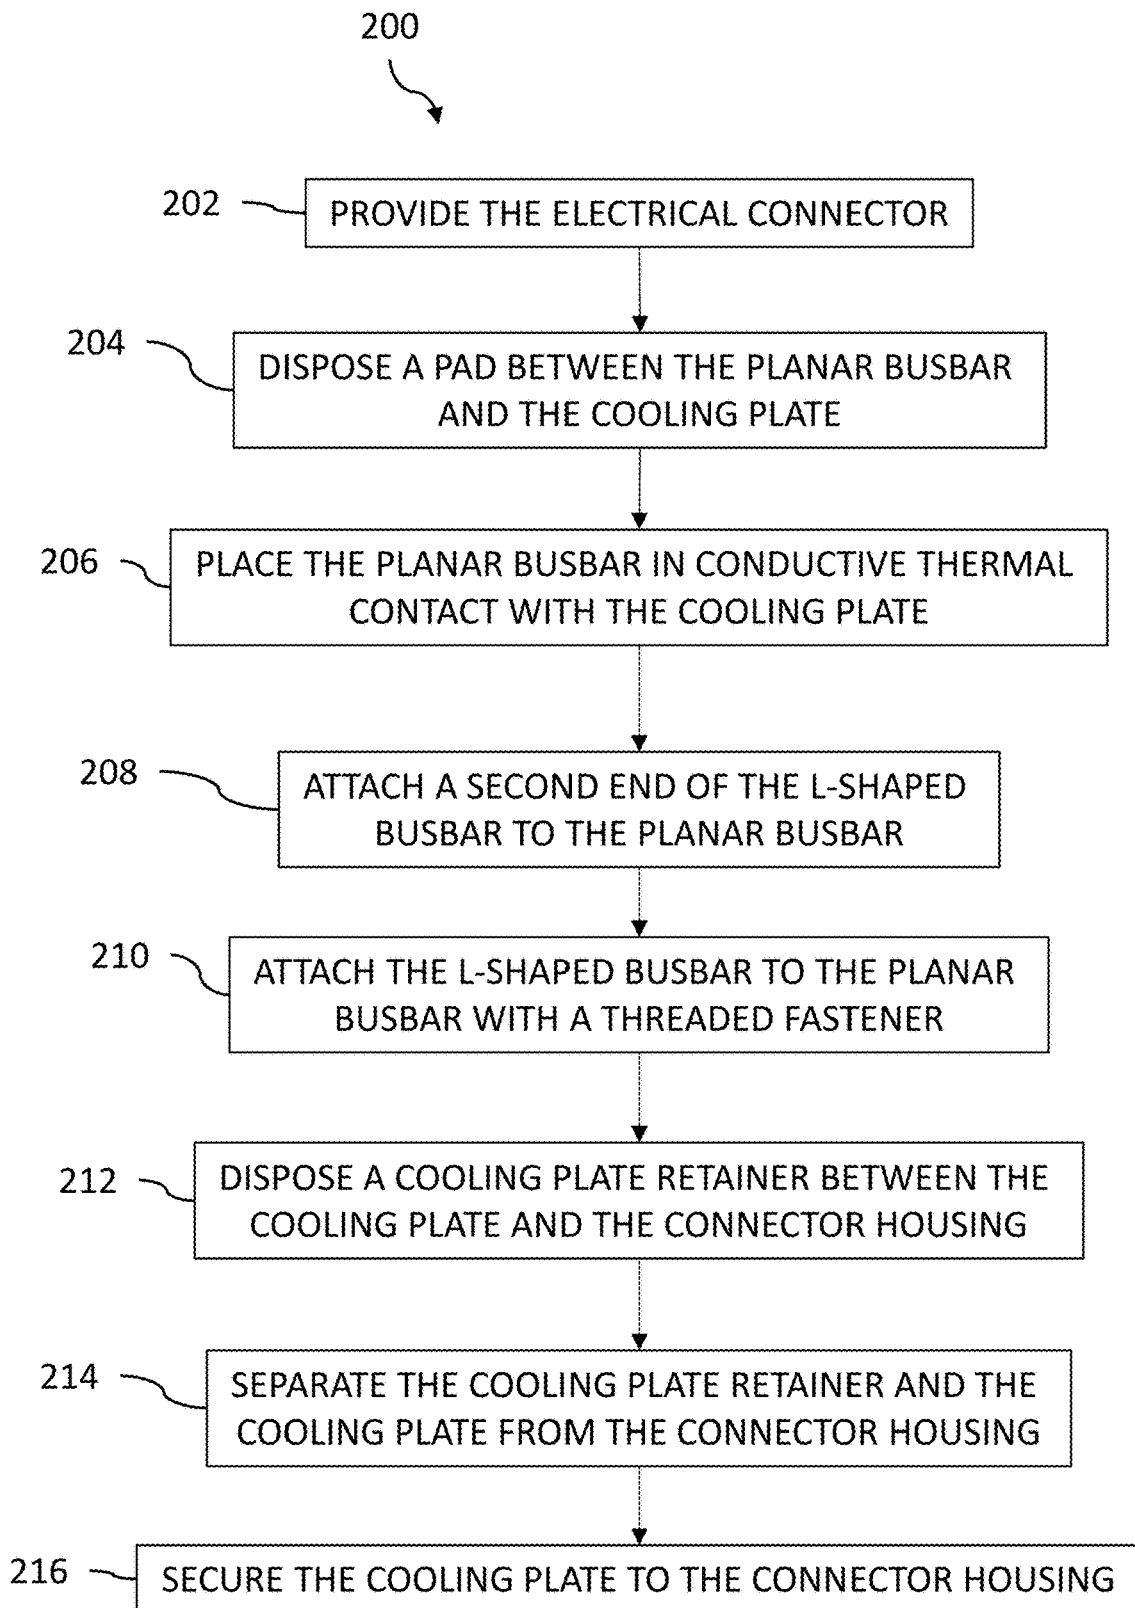 200
202
PROVIDE THE ELECTRICAL CONNECTOR
204
DISPOSE A PAD BETWEEN THE PLANAR BUSBAR
AND THE COOLING PLATE
206
PLACE THE PLANAR BUSBAR IN CONDUCTIVE THERMAL
CONTACT WITH THE COOLING PLATE
208
ATTACH A SECOND END OF THE L-SHAPED
BUSBAR TO THE PLANAR BUSBAR
210
ATTACH THE L-SHAPED BUSBAR TO THE PLANAR
BUSBAR WITH A THREADED FASTENER
212
DISPOSE A COOLING PLATE RETAINER BETWEEN THE
COOLING PLATE AND THE CONNECTOR HOUSING
214
SEPARATE THE COOLING PLATE RETAINER AND THE
COOLING PLATE FROM THE CONNECTOR HOUSING
216
SECURE THE COOLING PLATE TO THE CONNECTOR HOUSING